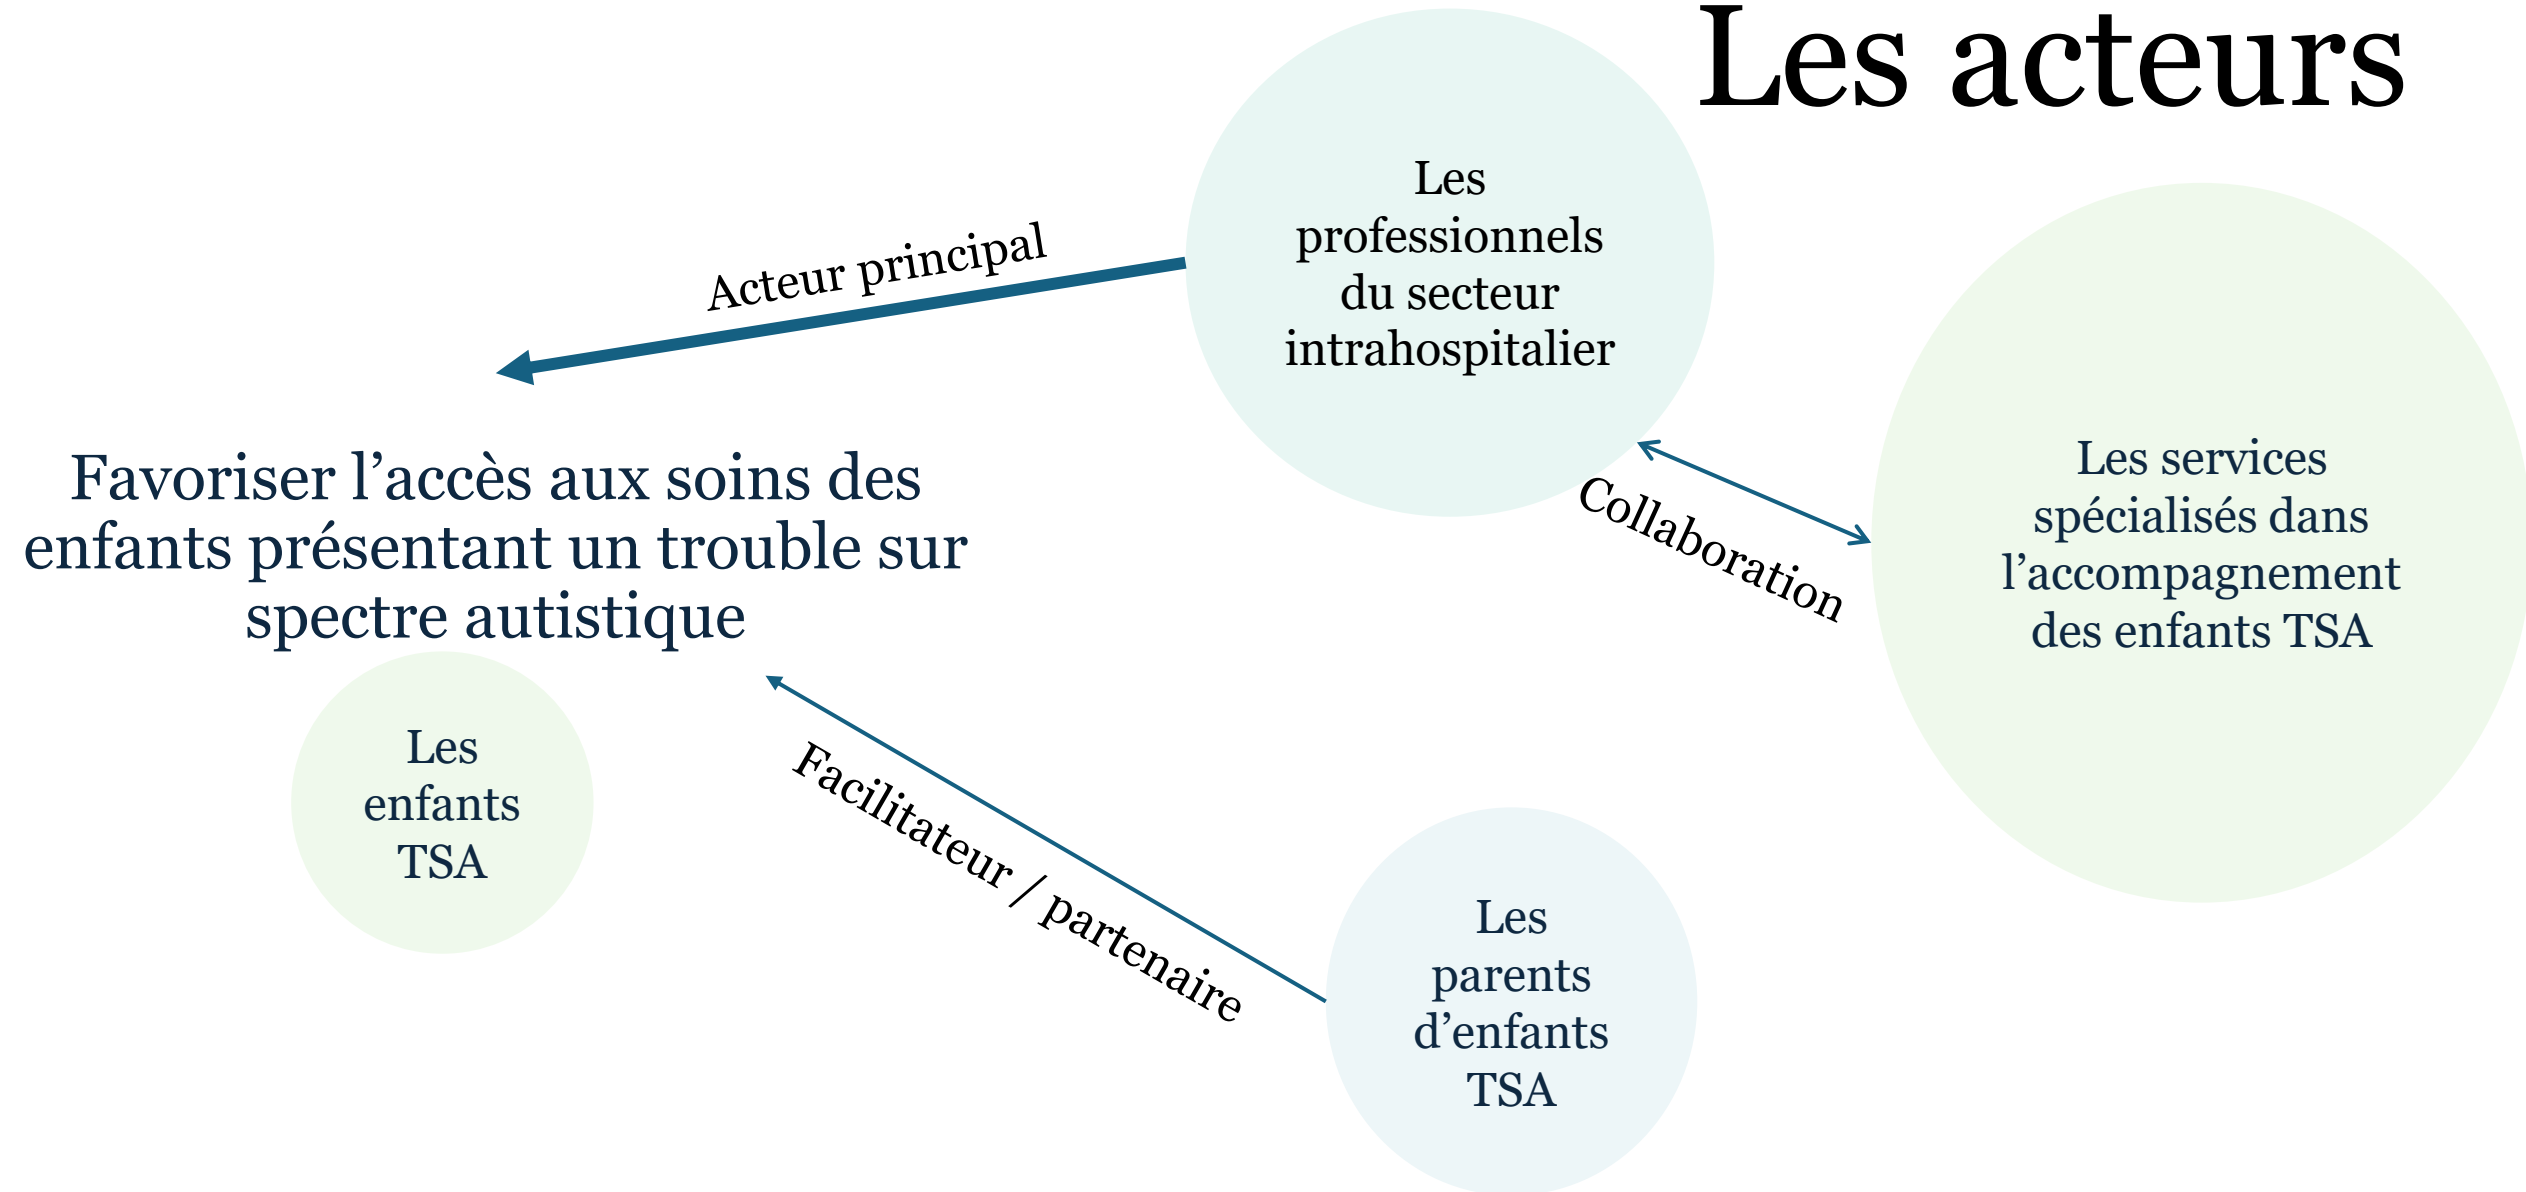 Les acteurs
Les
professionnels
du secteur
intrahospitalier
Acteur principal
Les services
spécialisés dans
l’accompagnement
des enfants TSA
Collaboration
Favoriser l’accès aux soins des
enfants présentant un trouble sur
spectre autistique
Les
enfants
TSA
Facilitateur / partenaire
Les
parents
d’enfants
TSA